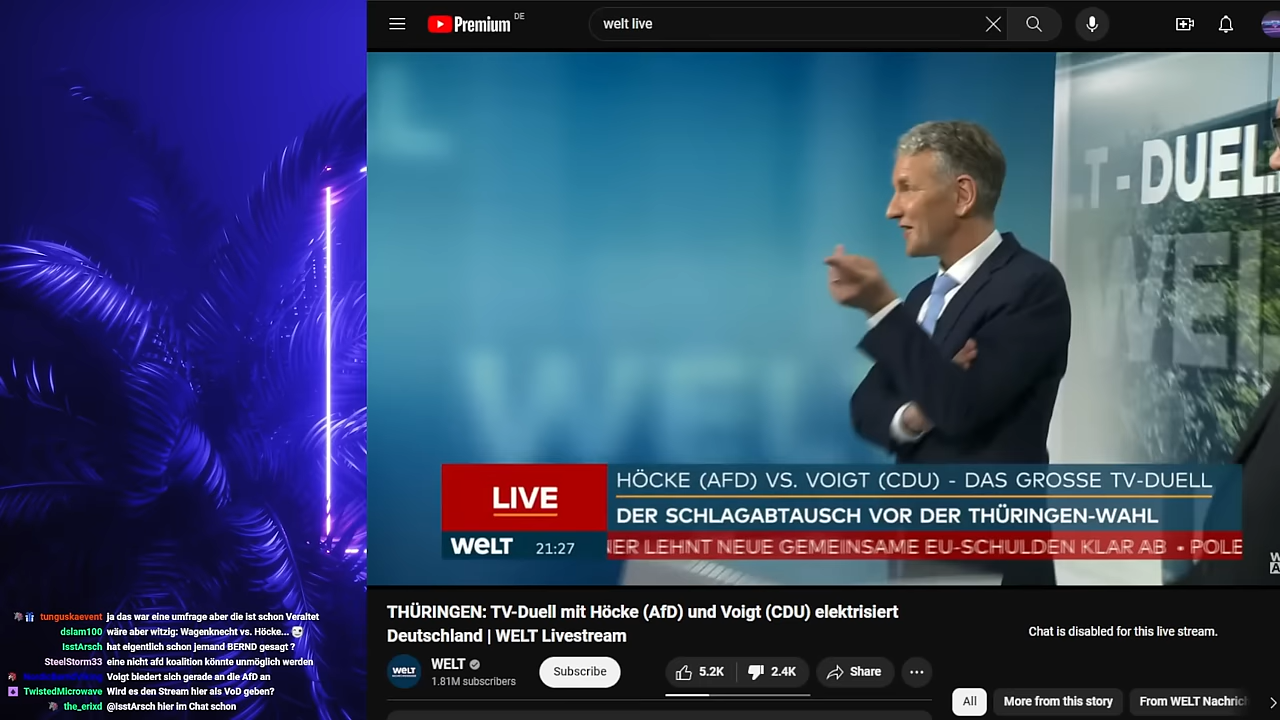 Premium DE
welt live
T - DUEL
WEL
HÖCKE (AFD) VS. VOIGT (CDU) - DAS GROSSE TV-DUELL
LIVE
DER SCHLAGABTAUSCH VOR DER THÜRINGEN-WAHL
WELT 21:27
NER LEHNT NEUE GEMEINSAME EU-SCHULDEN KLAR AB • POLE
THÜRINGEN: TV-Duell mit Höcke (AfD) und Voigt (CDU) elektrisiert
Deutschland | WELT Livestream
Chat is disabled for this live stream.
welt
WELT
1.81M subscribers
Subscribe
5.2K
2.4K
Share
All
More from this story
From WELT Nachric
tunguskaevent ja das war eine umfrage aber die ist schon Veraltet
dslam100 wäre aber witzig: Wagenknecht vs. Höcke...
IsstArsch hat eigentlich schon jemand BERND gesagt ?
SteelStorm33 eine nicht afd koalition könnte unmöglich werden
Voigt biedert sich gerade an die AfD an
TwistedMicrowave Wird es den Stream hier als VoD geben?
the_erixd @IsstArsch hier im Chat schon